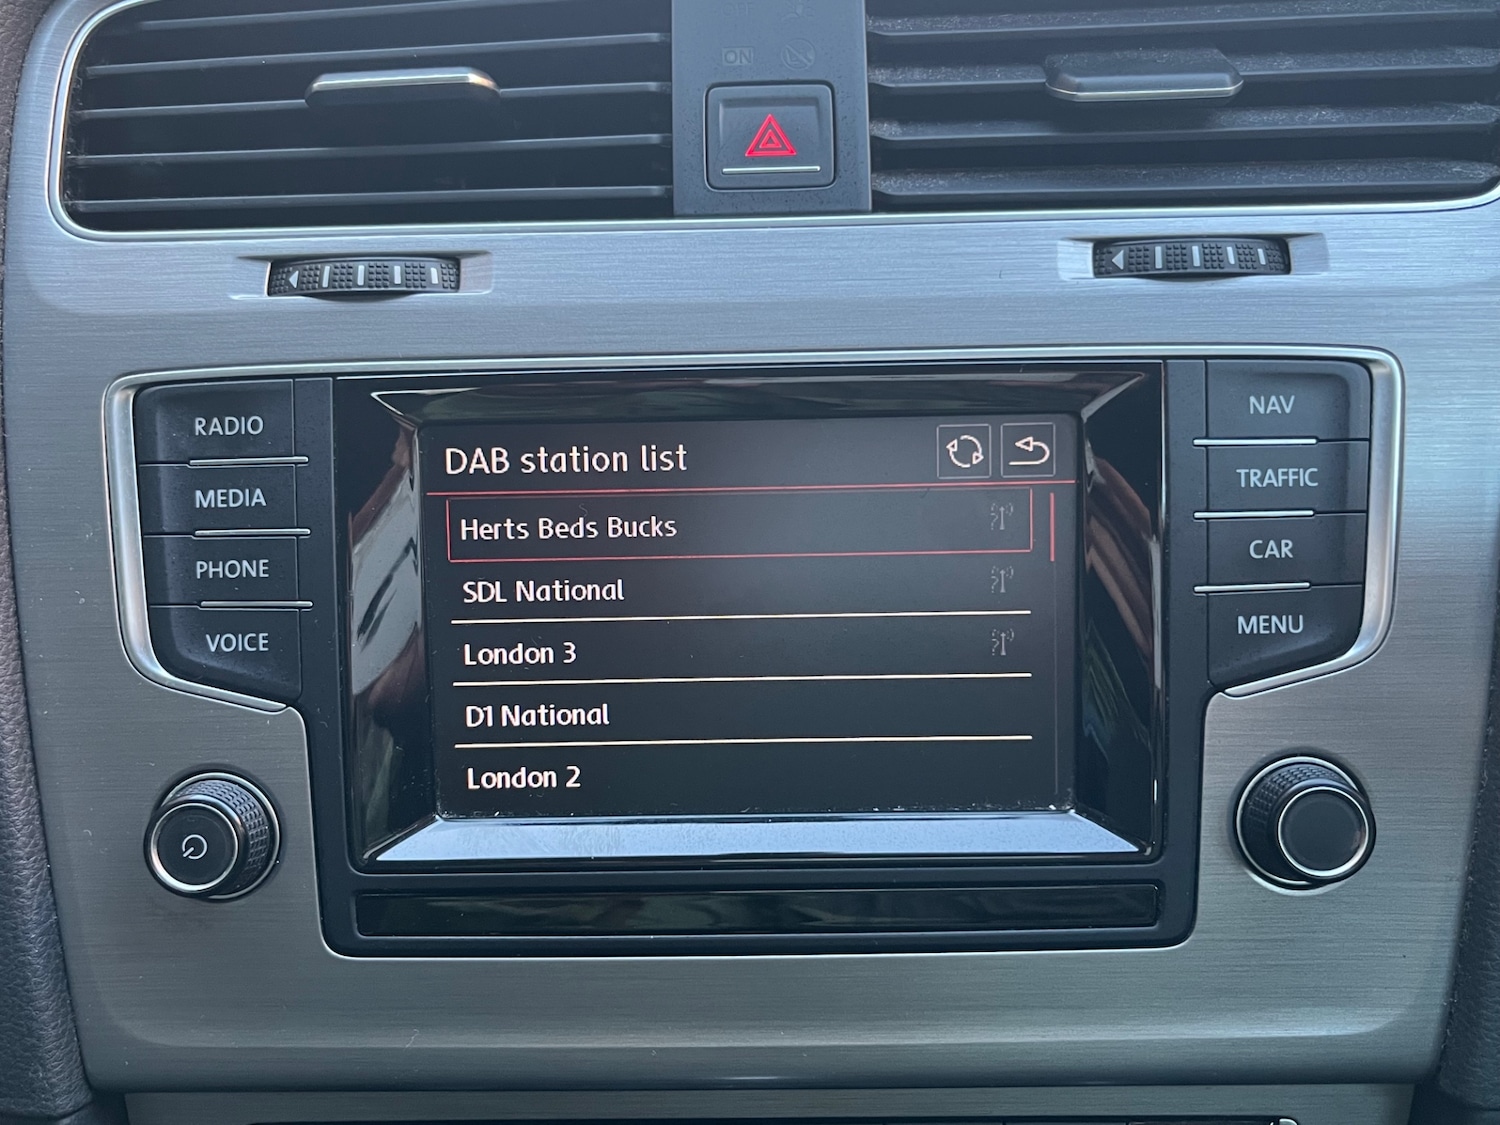 ON
RADIO
MEDIA
PHONE
VOICE
DAB station list
Herts Beds Bucks
SDL National
London 3
D1 National
London 2
NAV
TRAFFIC
CAR
MENU